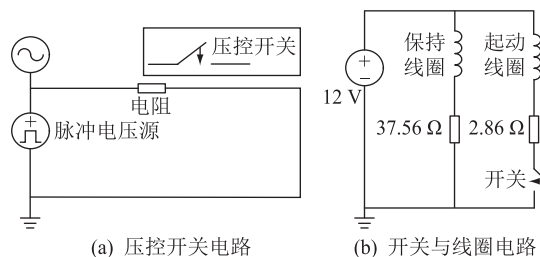 压控开关
电阻
脉冲电压源
(a) 压控开关电路
保持
线圈
起动
线圈
12 V
37.56 Ω
2.86 Ω
开关
(b) 开关与线圈电路